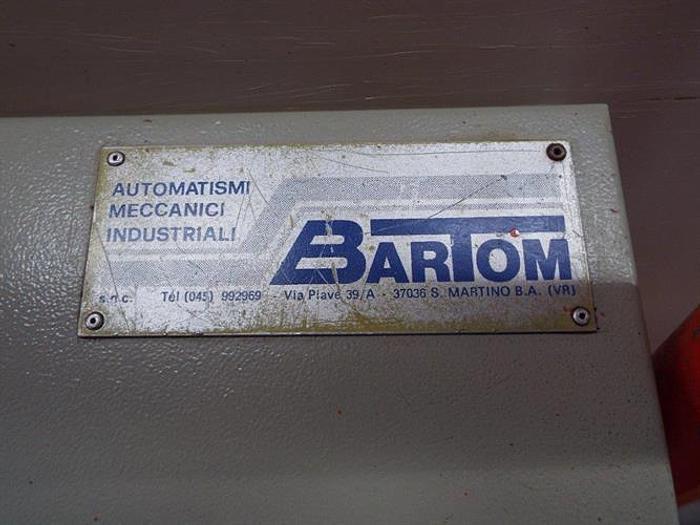 AUTOMATISMI
MECCANICI
INDUSTRIALI
BARTOM
s.n.c. Tel (045) 992969 - Via Piave 39/A - 37036 S. MARTINO B.A. (VR)